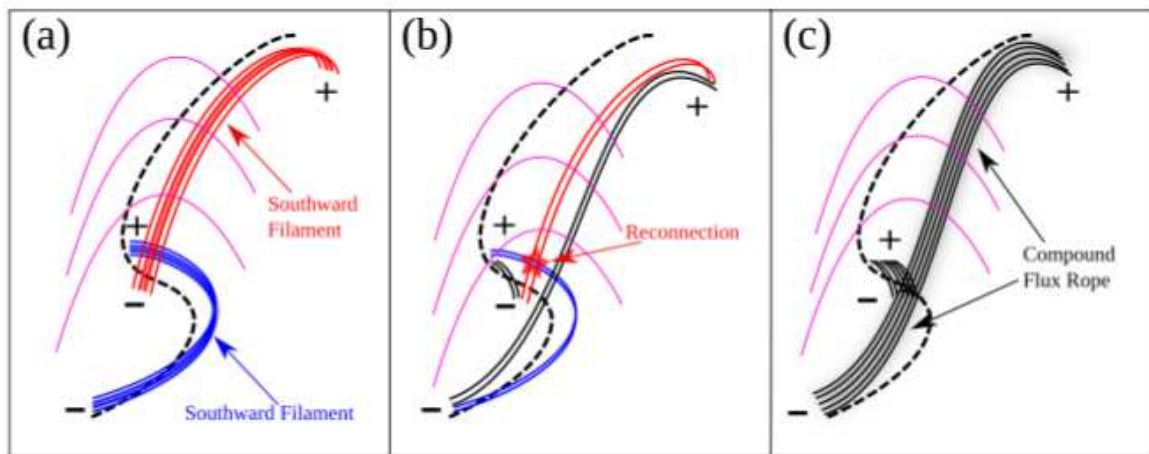 (a)
+
Southward
Filament
+
−
−
Southward Filament
(b)
+
+
Reconnection
−
−
(c)
+
+
Compound
Flux Rope
−
−